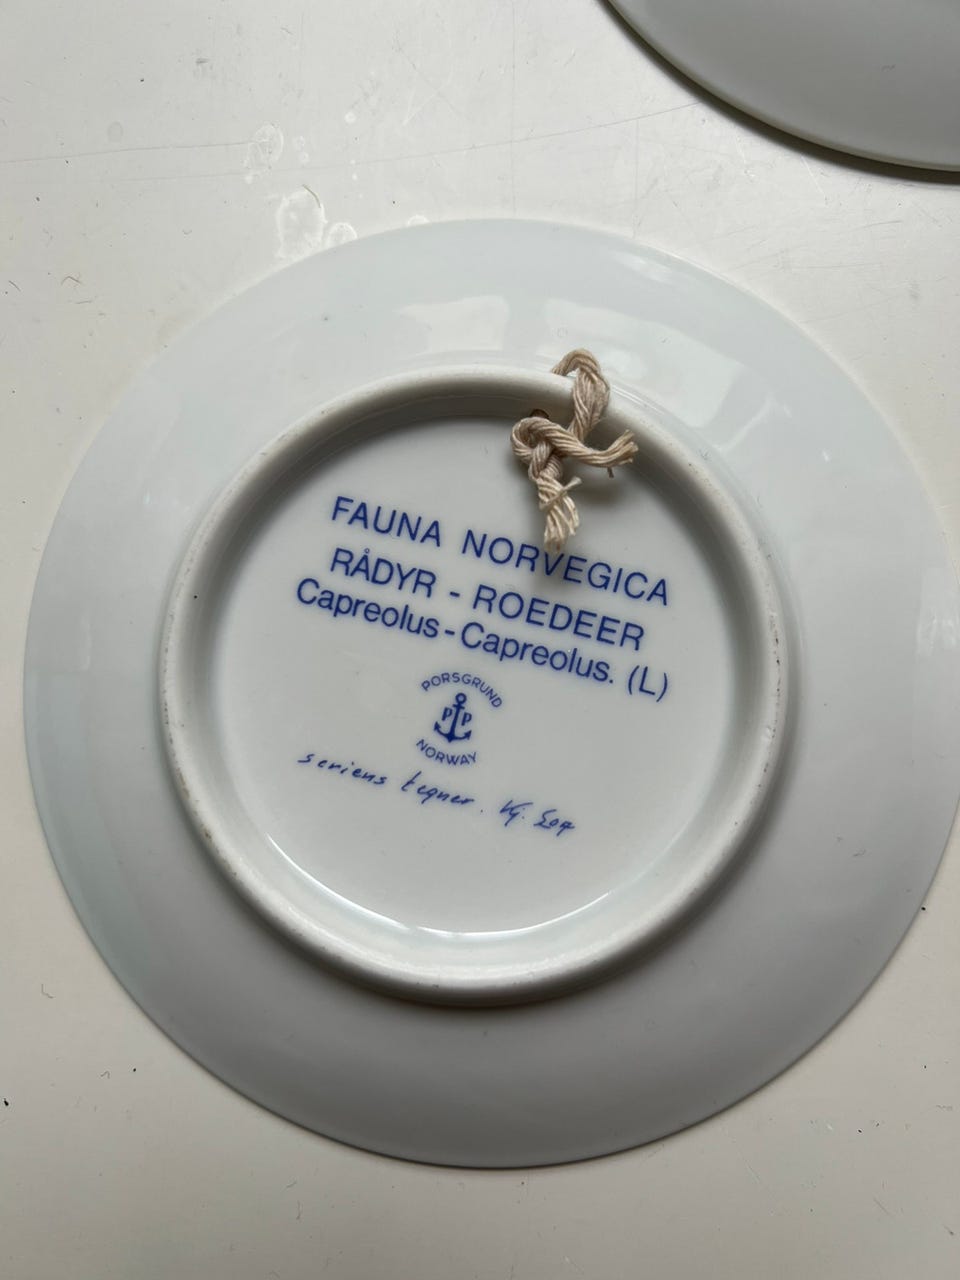 FAUNA NORVEGICA
RÅDYR - ROEDEER
Capreolus - Capreolus. (L)
PORSGRUND
P P
NORWAY
seriens tegner.